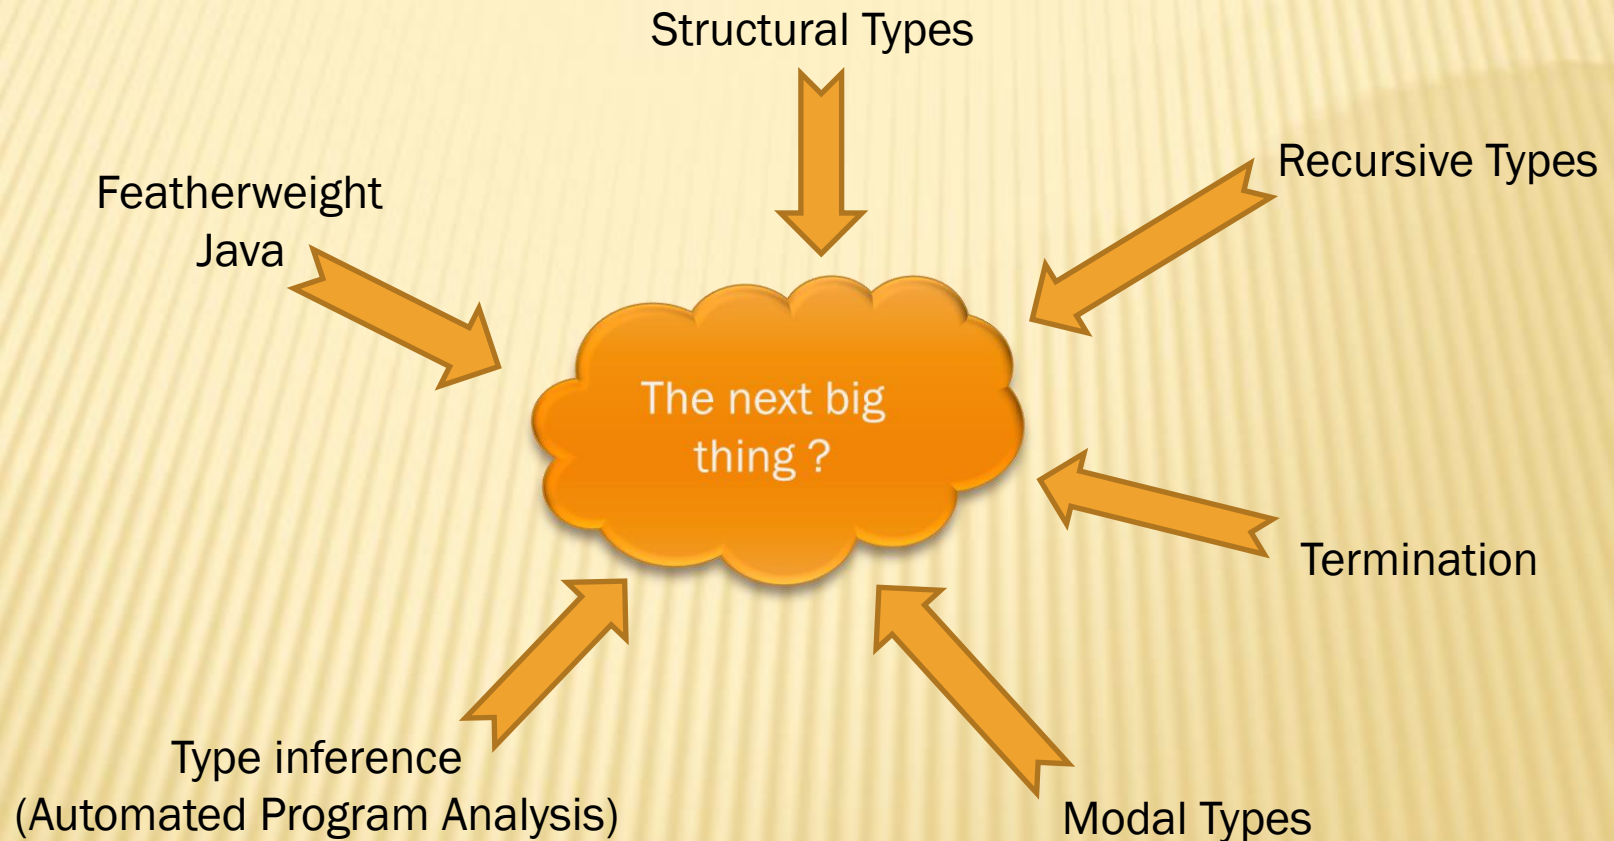 Structural Types
Recursive Types
Featherweight
Java
The next big
thing ?
Termination
Type inference
(Automated Program Analysis)
Modal Types